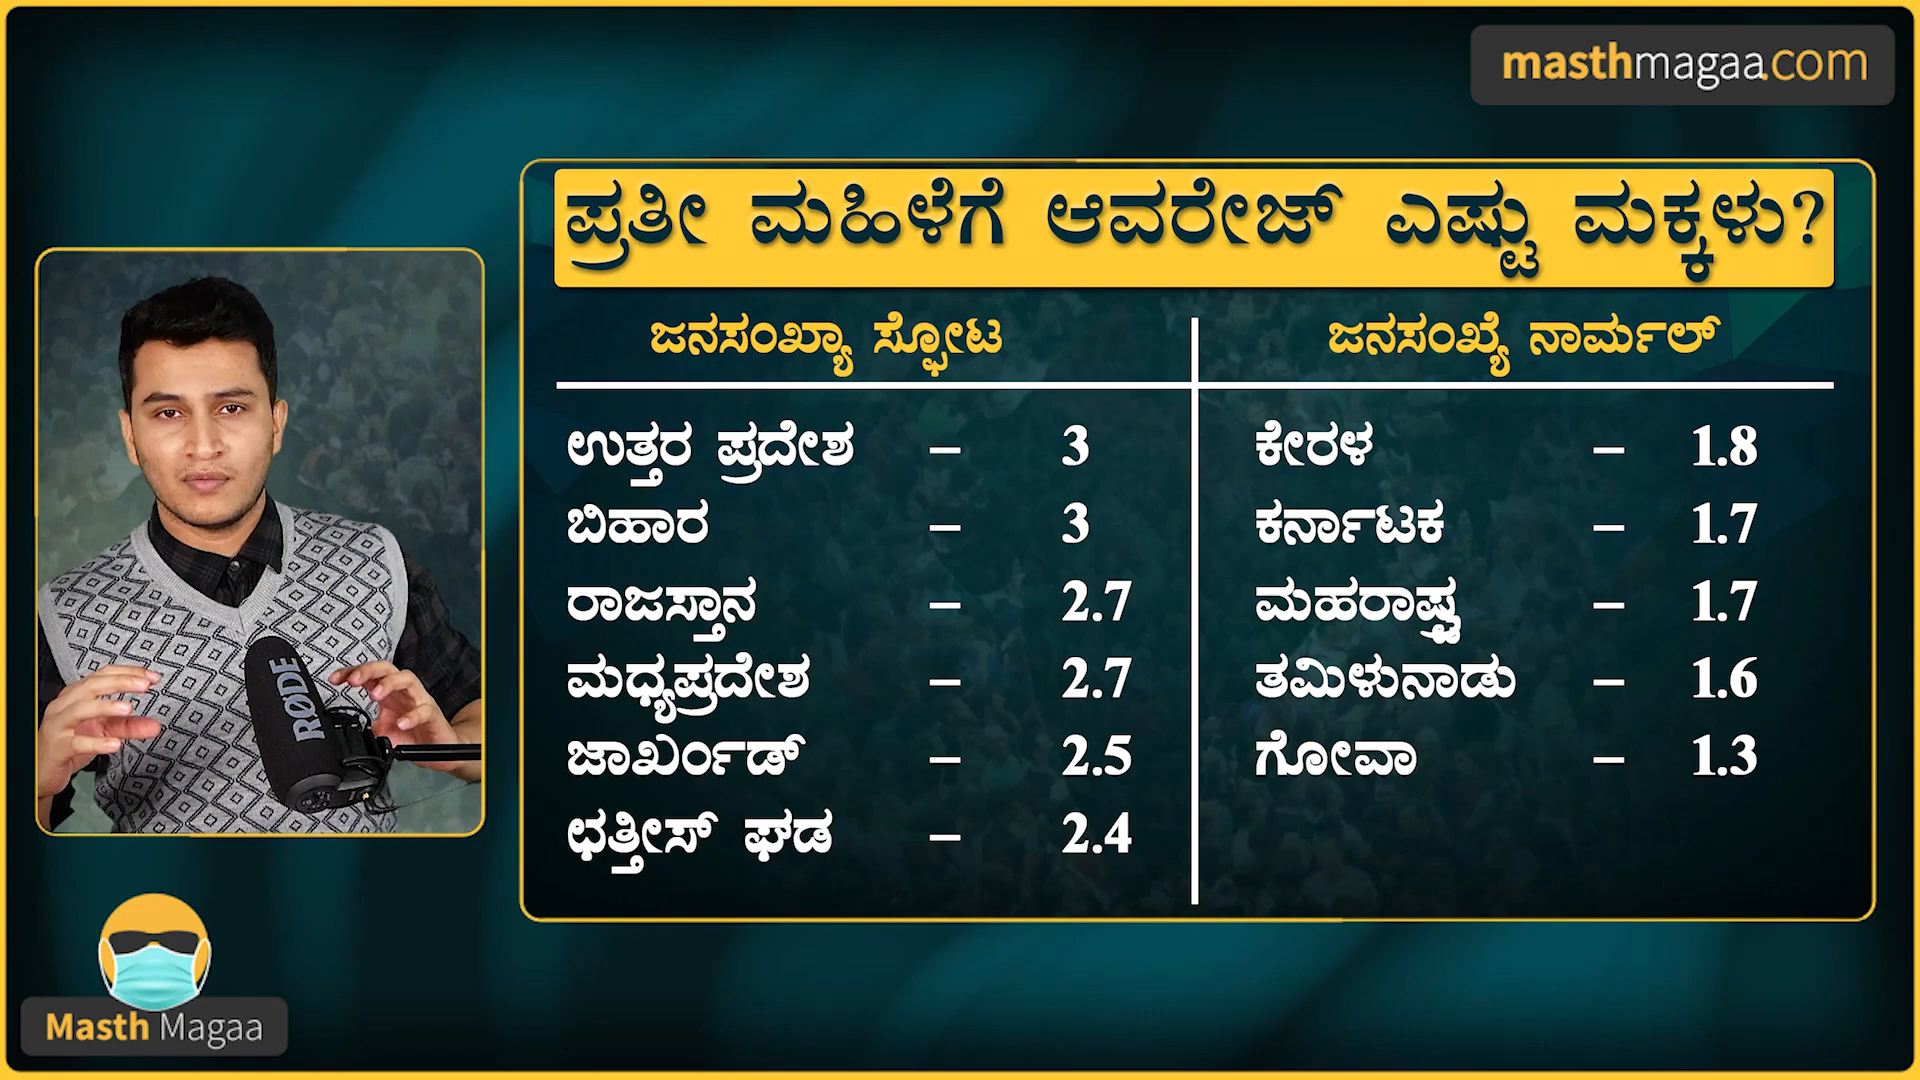 masthmagaa.com
ಪ್ರತೀ ಮಹಿಳೆಗೆ ಆವರೇಜ್ ಎಷ್ಟು ಮಕ್ಕಳು?
ಜನಸಂಖ್ಯಾ ಸ್ಫೋಟ
ಉತ್ತರ ಪ್ರದೇಶ – 3
ಬಿಹಾರ – 3
ರಾಜಸ್ತಾನ – 2.7
ಮಧ್ಯಪ್ರದೇಶ – 2.7
ಜಾರ್ಖಂಡ್ – 2.5
ಛತ್ತೀಸ್ ಘಡ – 2.4
ಜನಸಂಖ್ಯೆ ನಾರ್ಮಲ್
ಕೇರಳ – 1.8
ಕರ್ನಾಟಕ – 1.7
ಮಹರಾಷ್ಟ್ರ – 1.7
ತಮಿಳುನಾಡು – 1.6
ಗೋವಾ – 1.3
RØDE
Masth Magaa